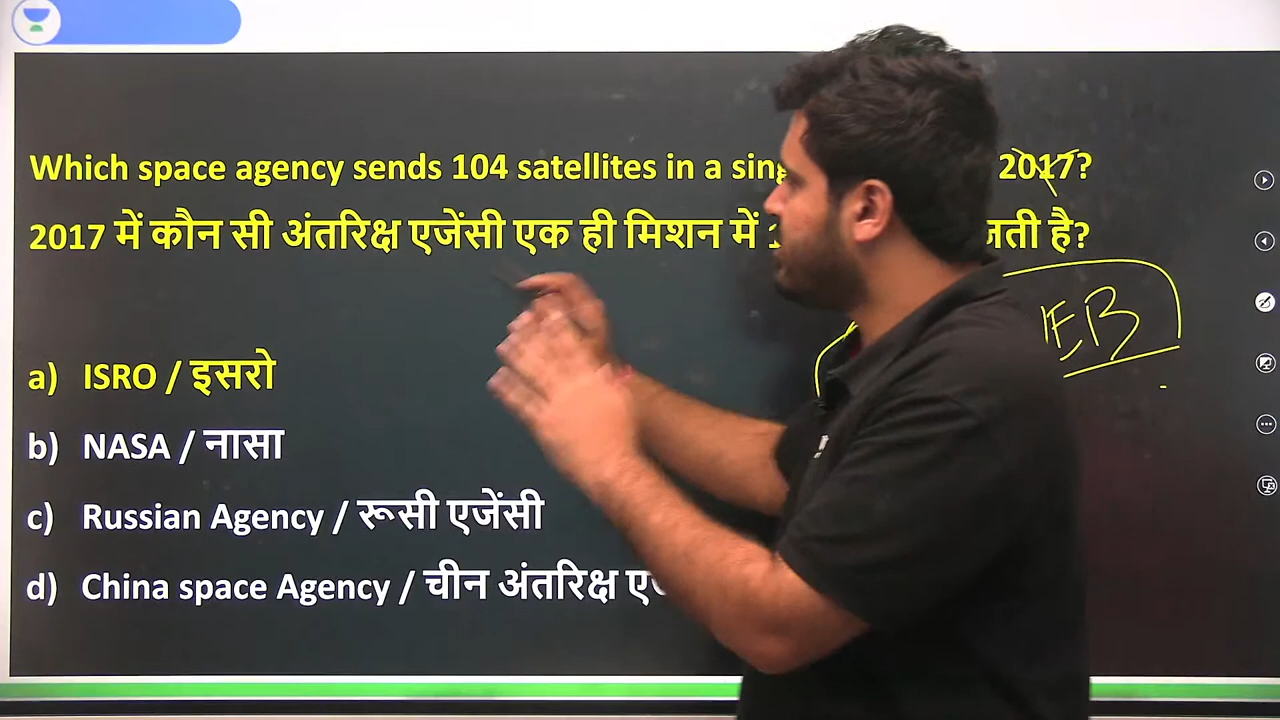 Which space agency sends 104 satellites in a 2017?
2017 में कौन सी अंतरिक्ष एजेंसी एक ही मिशन में है?
a) ISRO / इसरो
b) NASA / नासा
c) Russian Agency / रूसी एजेंसी
d) China space Agency / चीन अंतरिक्ष